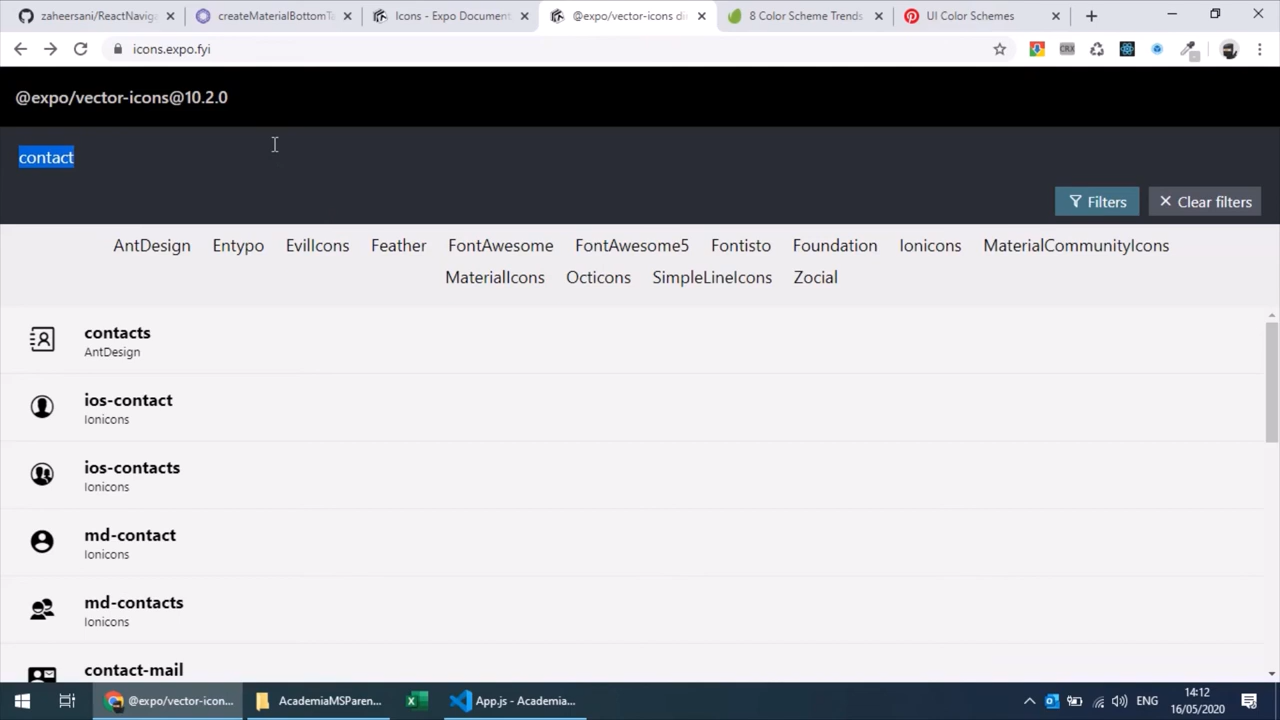 zaheersani/ReactNavig
createMaterialBottomTa
Icons - Expo Document
@expo/vector-icons di
8 Color Scheme Trends
UI Color Schemes
icons.expo.fyi
CRX
@expo/vector-icons@10.2.0
contact
Filters
Clear filters
AntDesign Entypo EvilIcons Feather FontAwesome FontAwesome5 Fontisto Foundation Ionicons MaterialCommunityIcons
MaterialIcons Octicons SimpleLineIcons Zocial
contacts
AntDesign
ios-contact
Ionicons
ios-contacts
Ionicons
md-contact
Ionicons
md-contacts
Ionicons
contact-mail
@expo/vector-icon...
AcademiaMSParen...
App.js - Academia...
ENG
14:12
16/05/2020